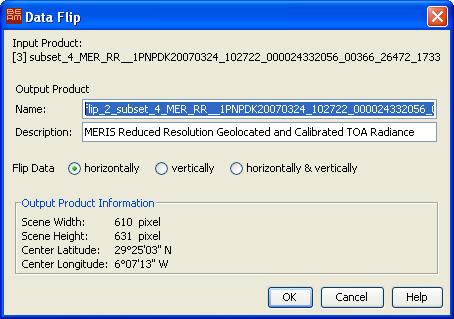 BEAM Data Flip
Input Product:
[3] subset_4_MER_RR__1PNPDK20070324_102722_000024332056_00366_26472_1733
Output Product
Name: flip_2_subset_4_MER_RR__1PNPDK20070324_102722_000024332056_0
Description: MERIS Reduced Resolution Geolocated and Calibrated TOA Radiance
Flip Data horizontally vertically horizontally & vertically
Output Product Information
Scene Width: 610 pixel
Scene Height: 631 pixel
Center Latitude: 29°25'03" N
Center Longitude: 6°07'13" W
OK Cancel Help